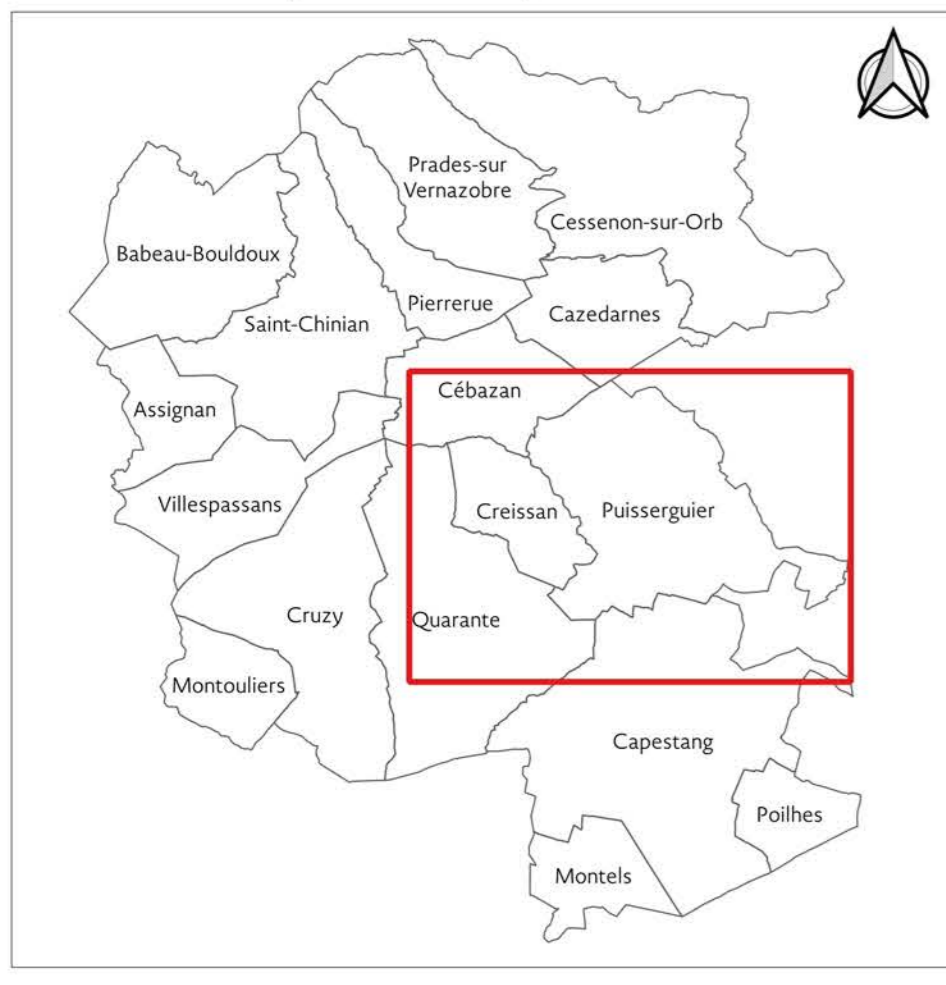 Prades-sur
Vernazobre
Cessenon-sur-Orb
Babeau-Bouldoux
Pierrerue
Cazedarnes
Saint-Chinian
Cébazan
Assignan
Villespassans
Creissan
Puisserguier
Cruzy
Quarante
Montouliers
Capestang
Poilhes
Montels